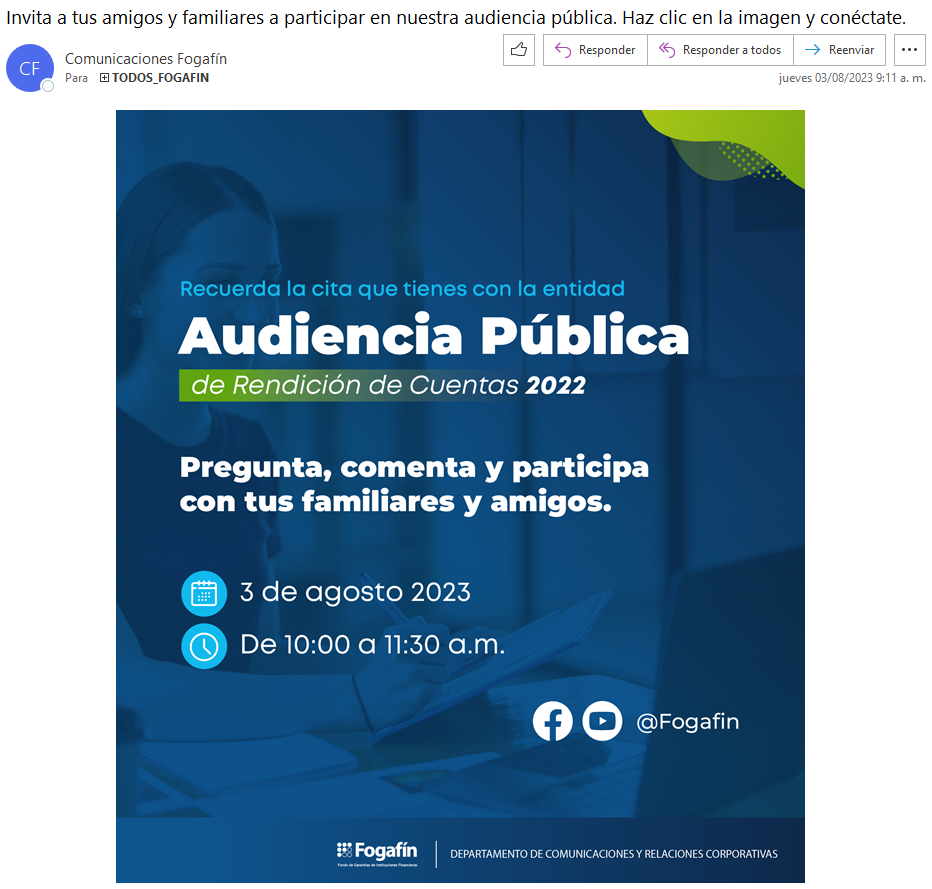 Invita a tus amigos y familiares a participar en nuestra audiencia pública. Haz clic en la imagen y conéctate.
CF
Comunicaciones Fogafín
Para TODOS_FOGAFIN
Responder
Responder a todos
Reenviar
jueves 03/08/2023 9:11 a. m.
Recuerda la cita que tienes con la entidad
Audiencia Pública
de Rendición de Cuentas 2022
Pregunta, comenta y participa
con tus familiares y amigos.
3 de agosto 2023
De 10:00 a 11:30 a.m.
@Fogafin
Fogafín
Fondo de Garantías de Instituciones Financieras
DEPARTAMENTO DE COMUNICACIONES Y RELACIONES CORPORATIVAS